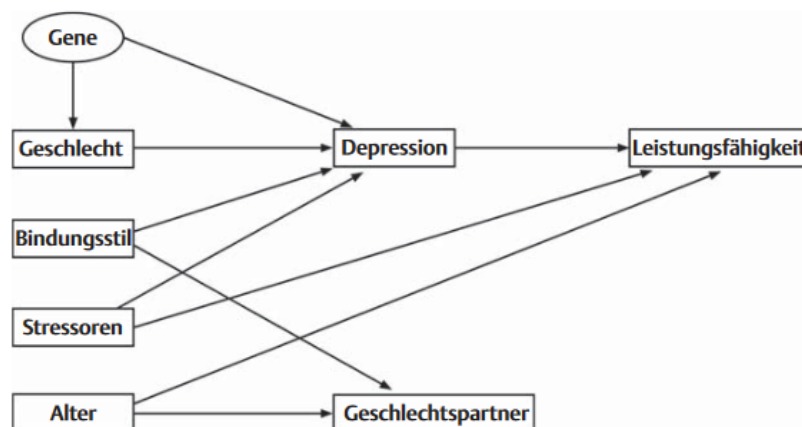 Gene
Geschlecht
Depression
Leistungsfähigkeit
Bindungsstil
Stressoren
Alter
Geschlechtspartner